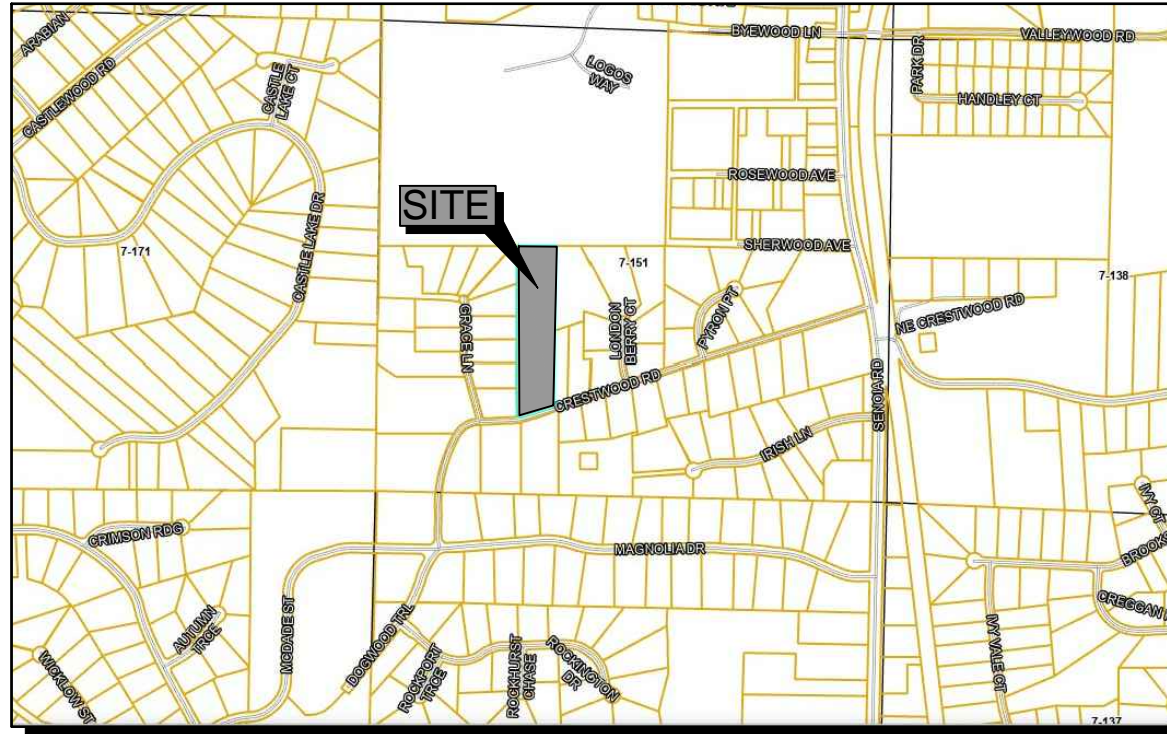 BYEWOOD LN
VALLEYWOOD RD
ARABIAN
CASTLEWOOD RD
CASTLE
LAKE CT
LOGOS
WAY
PARK DR
HANDLEY CT
ROSEWOOD AVE
SITE
SHERWOOD AVE
7-171
7-151
7-138
CASTLE LAKE DR
GRACE LN
LONDON
BERRY CT
PYRON PT
NE CRESTWOOD RD
CRESTWOOD RD
SENOIA RD
IRISH LN
IVY CT
CRIMSON RDG
MAGNOLIA DR
CREGGAN
AUTUMN
TRCE
MCDADE ST
DOGWOOD TRL
ROCKPORT
TRCE
ROCKHURST
CHASE
ROCKINGTON
DR
IVY VALE CT
WICKLOW ST
7-137